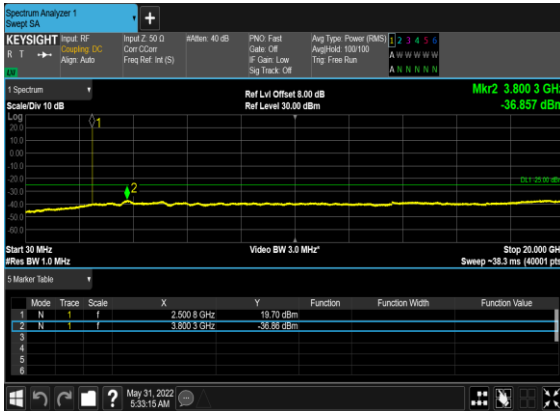 Spectrum Analyzer 1
Swept SA
+
KEYSIGHT
R T
LW
Input: RF
Coupling: DC
Align: Auto
Input Z: 50 Ω
Corr CCorr
Freq Ref: Int (S)
#Atten: 40 dB
PNO: Fast
Gate: Off
IF Gain: Low
Sig Track: Off
Avg Type: Power (RMS)
Avg|Hold: 100/100
Trig: Free Run
1 2 3 4 5 6
A W W W W W
A N N N N N
1 Spectrum
Scale/Div 10 dB
Ref Lvl Offset 8.00 dB
Ref Level 30.00 dBm
Mkr2 3.800 3 GHz
-36.857 dBm
Log
20.0
10.0
0.00
-10.0
-20.0
-30.0
-40.0
-50.0
-60.0
1
2
DL1 -25.00 dBm
Start 30 MHz
#Res BW 1.0 MHz
Video BW 3.0 MHz*
Stop 20.000 GHz
Sweep ~38.3 ms (40001 pts)
5 Marker Table
Mode Trace Scale X Y Function Function Width Function Value
1 N 1 f 2.500 8 GHz 19.70 dBm
2 N 1 f 3.800 3 GHz -36.86 dBm
3
4
5
6
?
May 31, 2022
5:33:15 AM